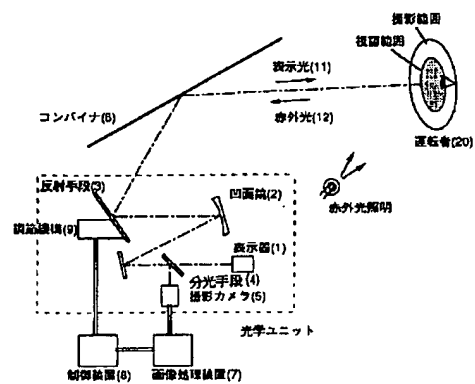 撮影範囲
視認範囲
表示光(11)
赤外光(12)
コンバイナ(6)
運転者(20)
反射手段(3)
凹面鏡(2)
赤外光照明
調節機構(9)
表示器(1)
分光手段(4)
撮影カメラ(5)
光学ユニット
制御装置(8)
画像処理装置(7)